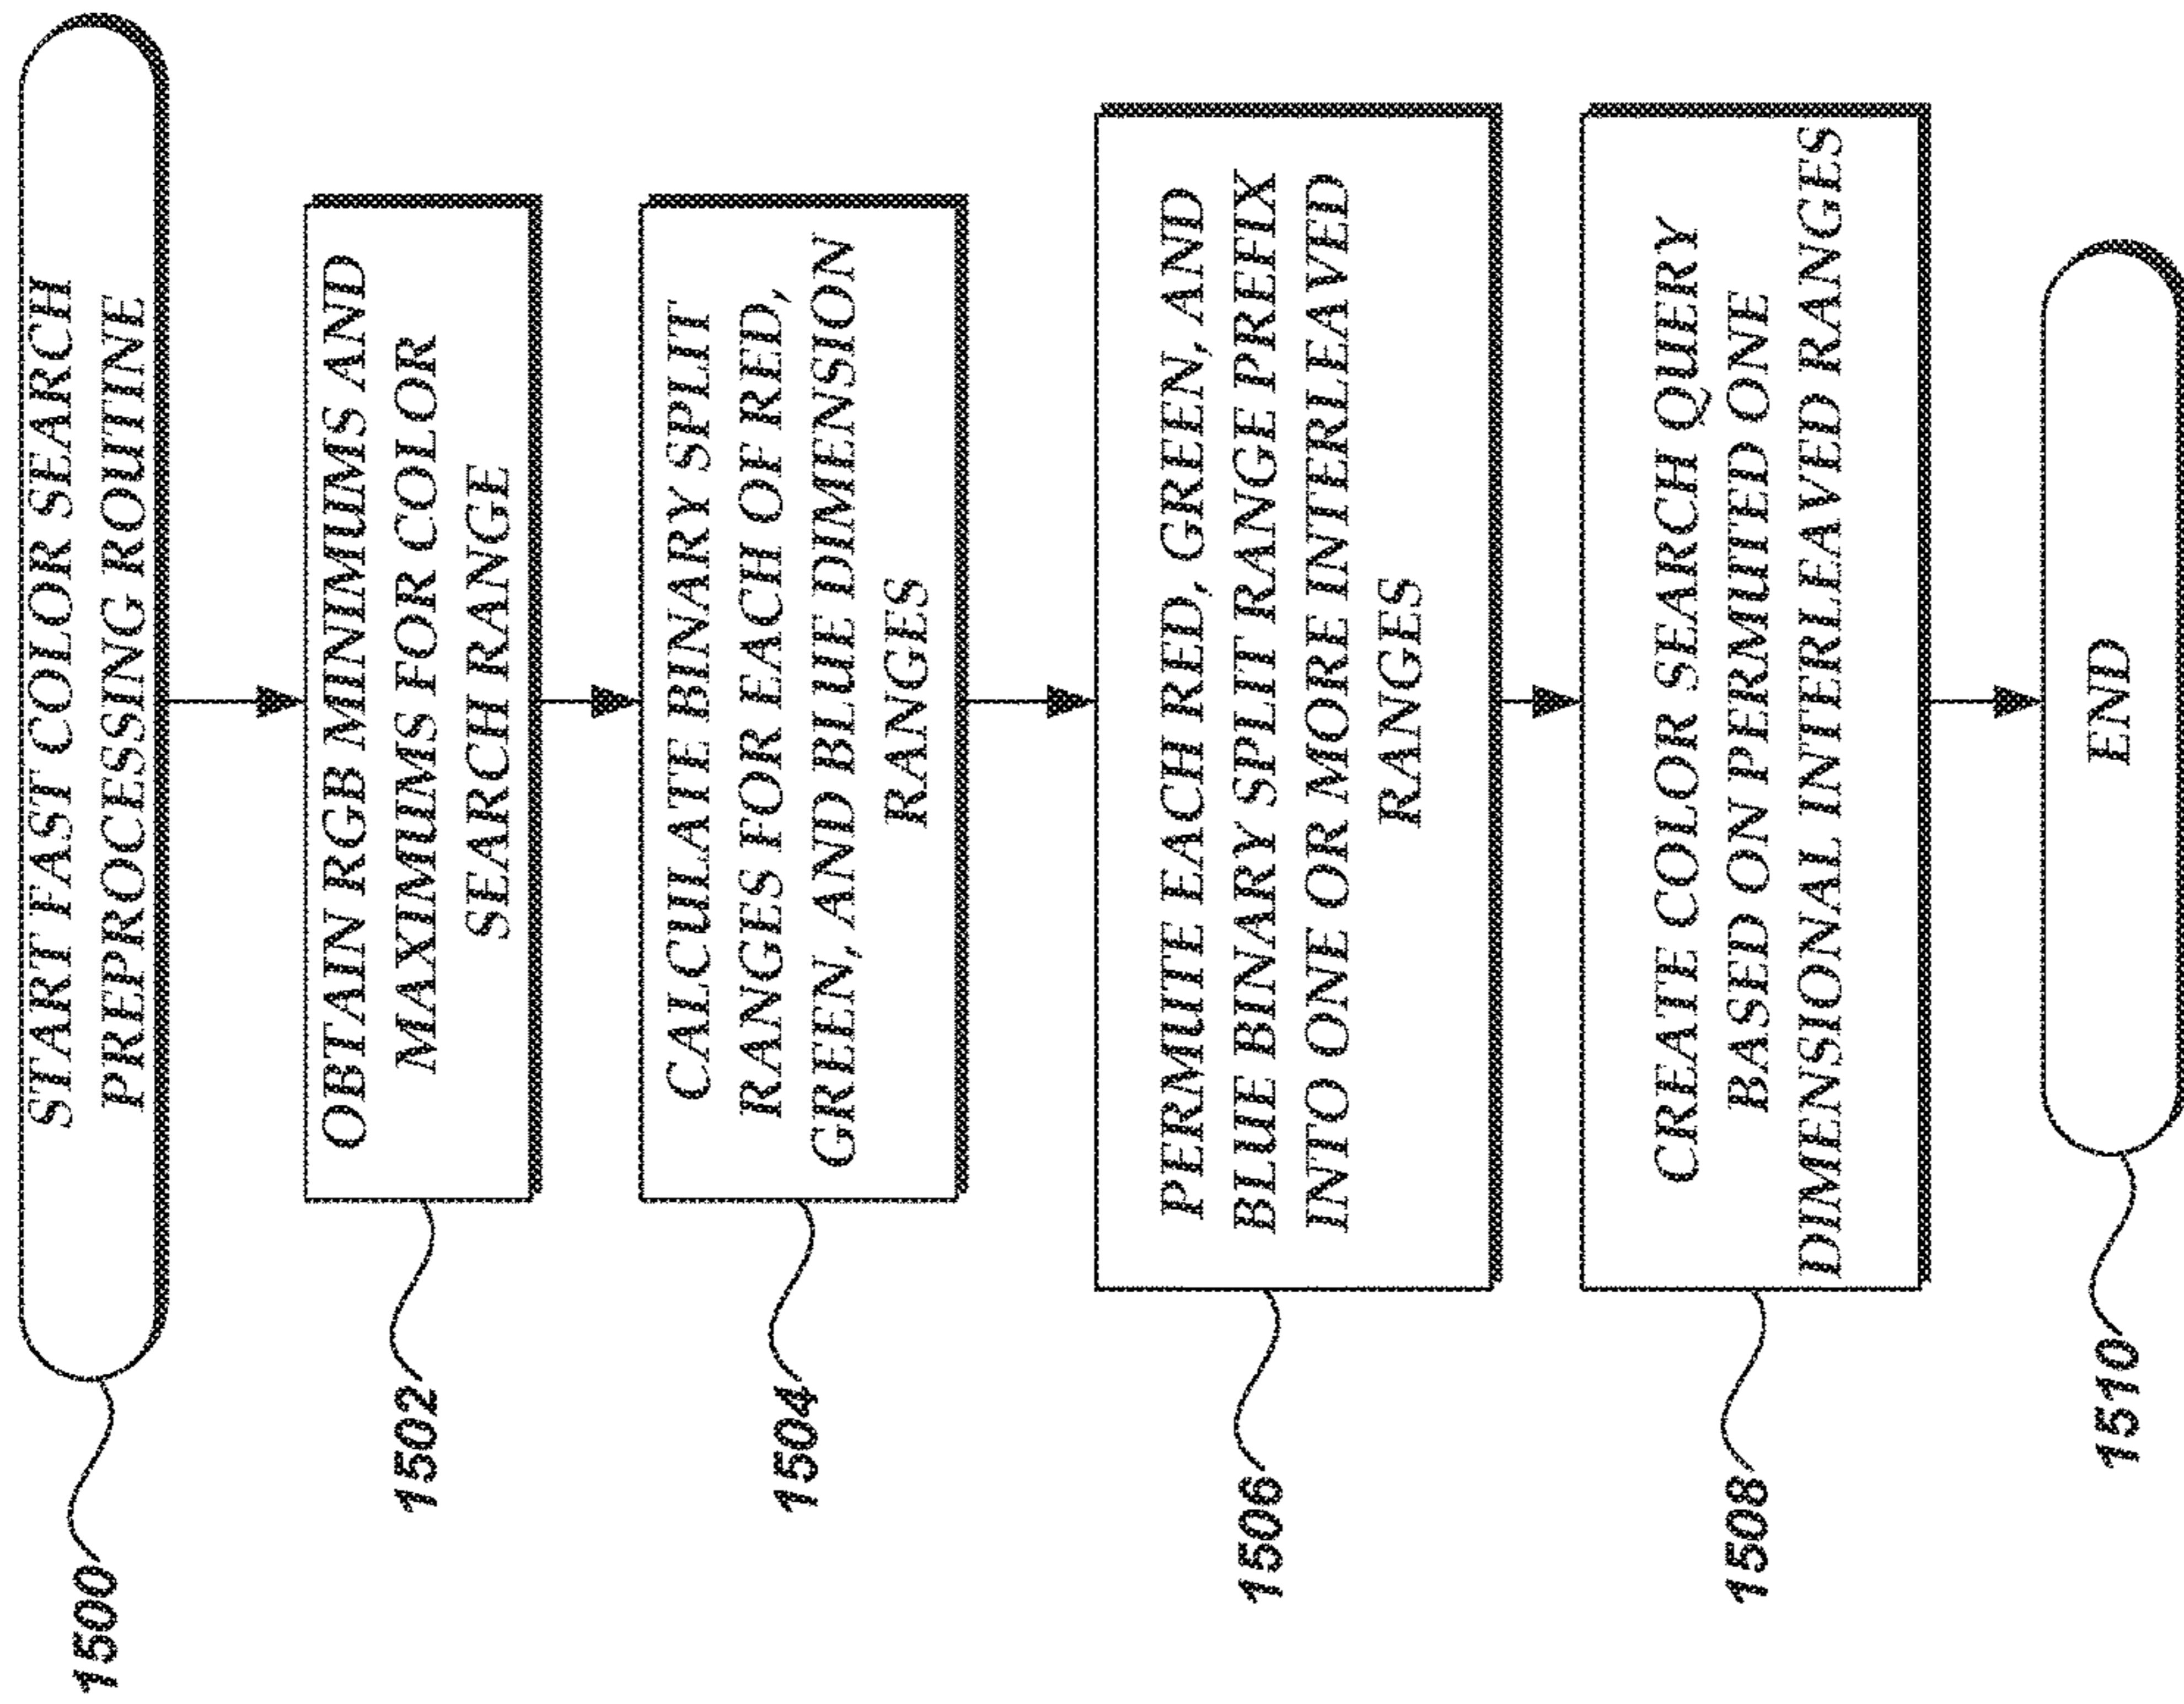 START FAST COLOR SEARCH
PREPROCESSING ROUTINE
1500
OBTAIN RGB MINIMUMS AND
MAXIMUMS FOR COLOR
SEARCH RANGE
1502
CALCULATE BINARY SPLIT
RANGES FOR EACH OF RED,
GREEN, AND BLUE DIMENSION
RANGES
1504
PERMUTE EACH RED, GREEN, AND
BLUE BINARY SPLIT RANGE PREFIX
INTO ONE OR MORE INTERLEAVED
RANGES
1506
CREATE COLOR SEARCH QUERY
BASED ON PERMUTED ONE
DIMENSIONAL INTERLEAVED RANGES
1508
END
1510